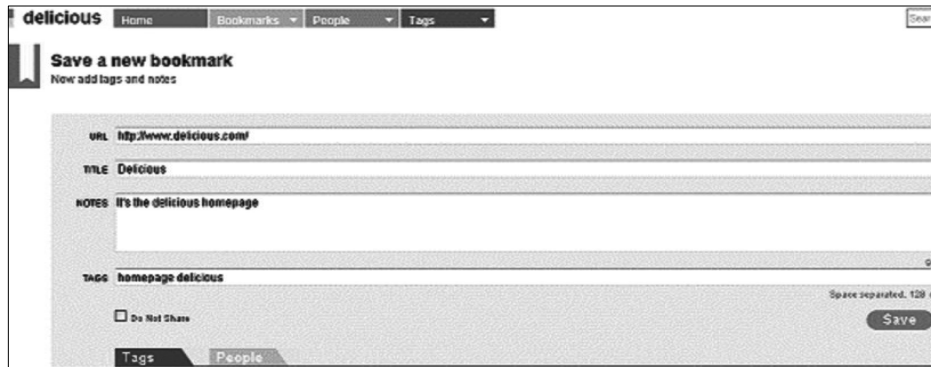 delicious Home Bookmarks People Tags Sear
Save a new bookmark
Now add tags and notes
URL http://www.delicious.com/
TITLE Delicious
NOTES It's the delicious homepage
TAGS homepage delicious
Space separated, 128
Do Not Share
Save
Tags People